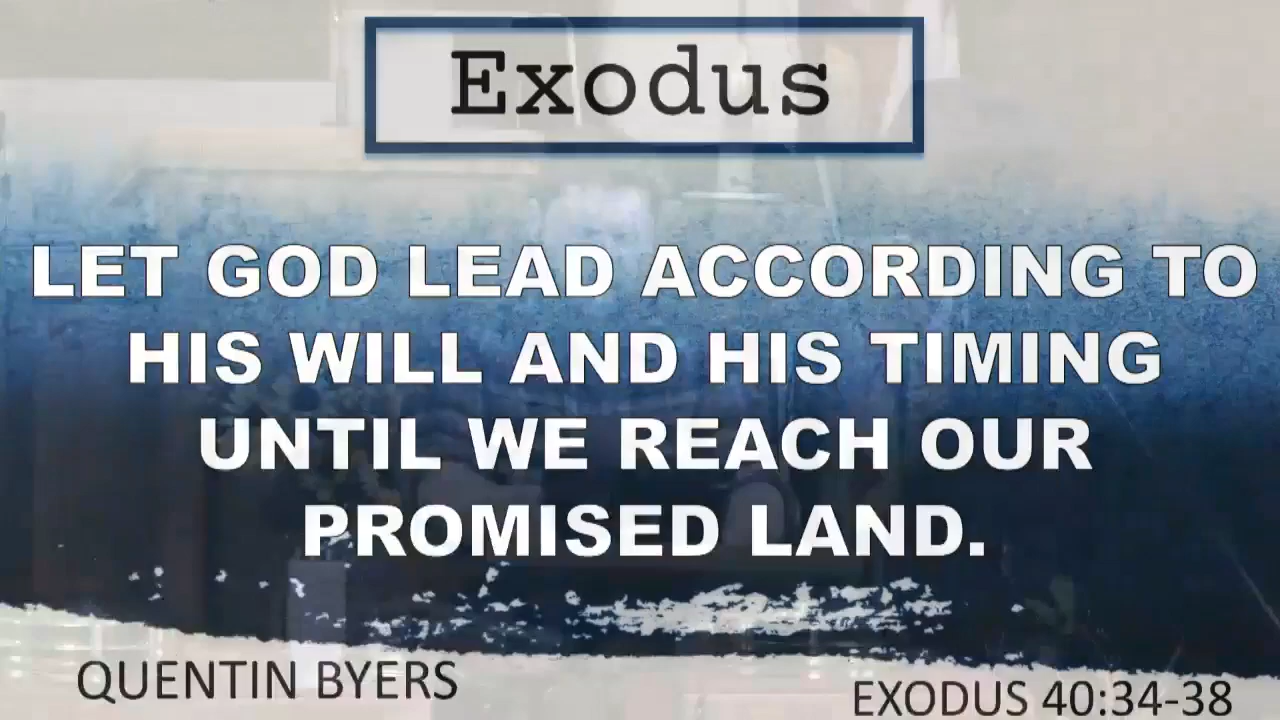 Exodus
LET GOD LEAD ACCORDING TO
HIS WILL AND HIS TIMING
UNTIL WE REACH OUR
PROMISED LAND.
QUENTIN BYERS
EXODUS 40:34-38